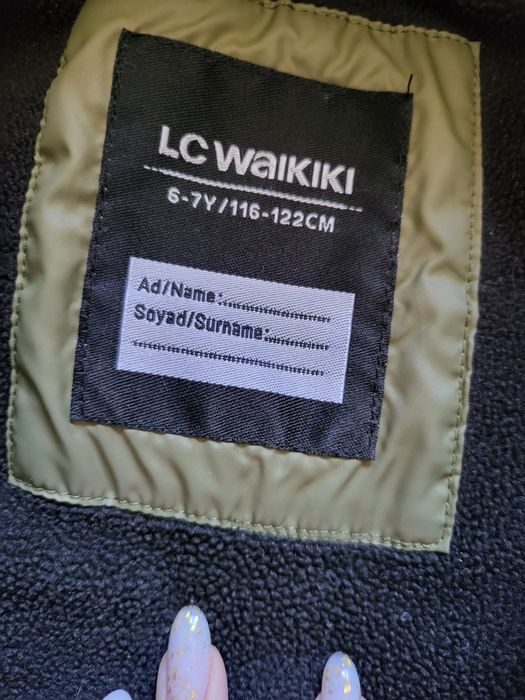 LC WAIKIKI
6-7Y/116-122CM
Ad/Name:....................
Soyad/Surname:............
....................................